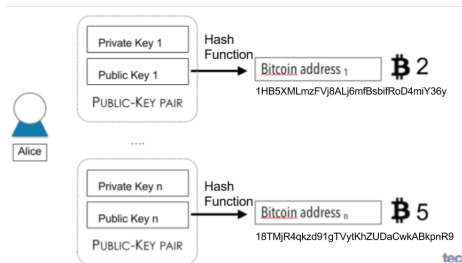 Private Key 1
Hash
Function
Public Key 1
Bitcoin address 1
₿ 2
1HB5XMLmzFVj8ALj6mfBsbifRoD4miY36y
PUBLIC-KEY PAIR
Alice
....
Private Key n
Hash
Function
Public Key n
Bitcoin address n
₿ 5
18TMjR4qkzd91gTVytKhZUDaCwkABkpnR9
PUBLIC-KEY PAIR
tec